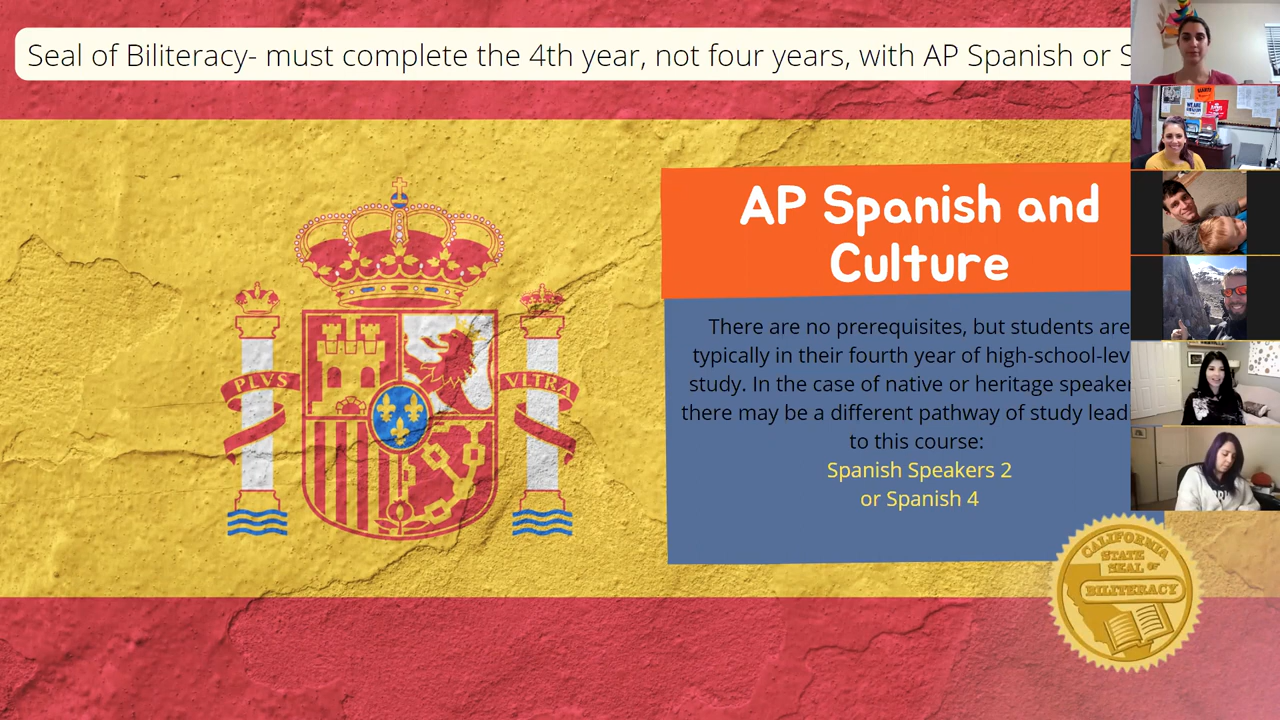 Seal of Biliteracy- must complete the 4th year, not four years, with AP Spanish or S
AP Spanish and
Culture
There are no prerequisites, but students are
typically in their fourth year of high-school-lev
study. In the case of native or heritage speaker
there may be a different pathway of study lead
to this course:
Spanish Speakers 2
or Spanish 4
PLVS
VLTRA
CALIFORNIA
STATE
SEAL OF
BILITERACY